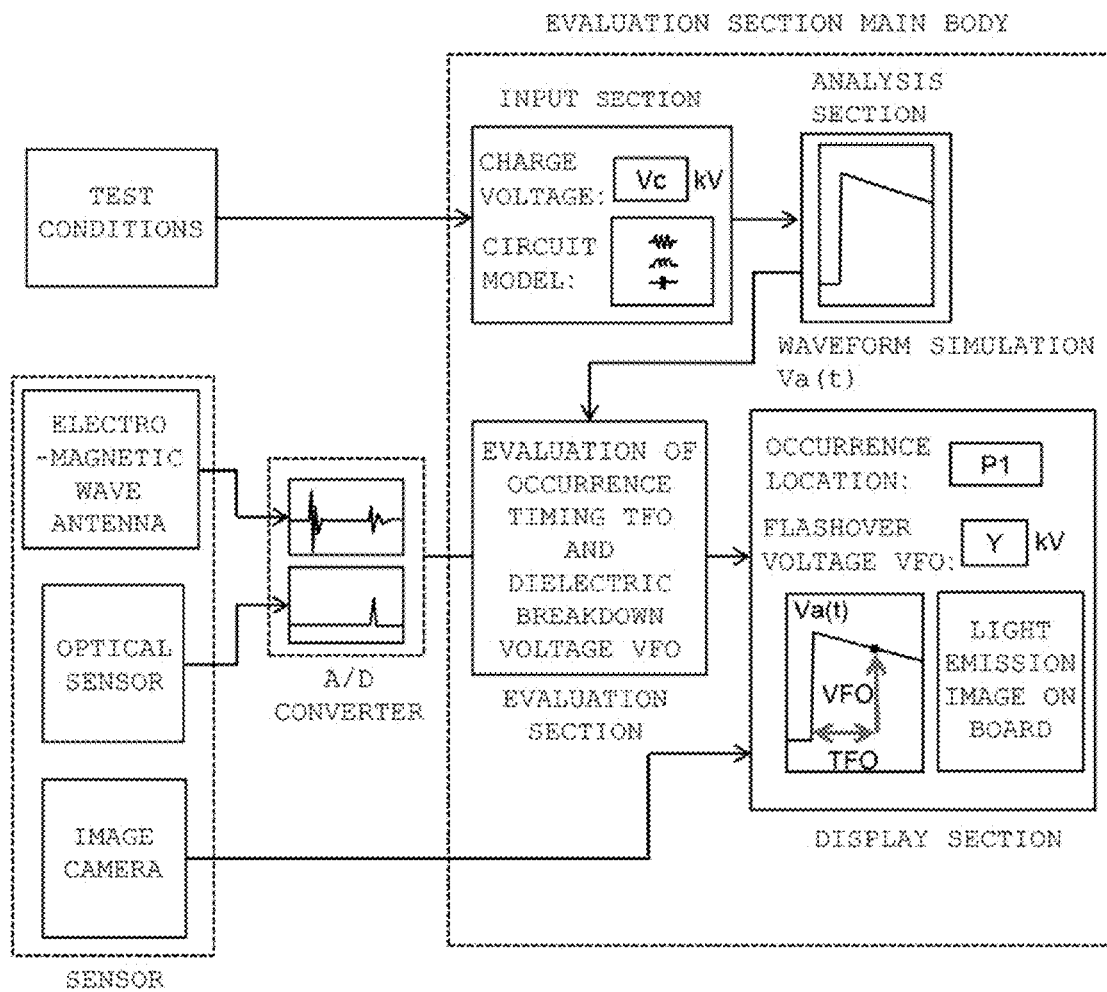 EVALUATION SECTION MAIN BODY
INPUT SECTION
ANALYSIS
SECTION
TEST
CONDITIONS
CHARGE
VOLTAGE:
Vc kV
CIRCUIT
MODEL:
WAVEFORM SIMULATION
Va(t)
ELECTRO
-MAGNETIC
WAVE
ANTENNA
OPTICAL
SENSOR
IMAGE
CAMERA
SENSOR
A/D
CONVERTER
EVALUATION OF
OCCURRENCE
TIMING TFO
AND
DIELECTRIC
BREAKDOWN
VOLTAGE VFO
EVALUATION
SECTION
OCCURRENCE
LOCATION:
P1
FLASHOVER
VOLTAGE VFO:
Y kV
Va(t)
VFO
TFO
LIGHT
EMISSION
IMAGE ON
BOARD
DISPLAY SECTION